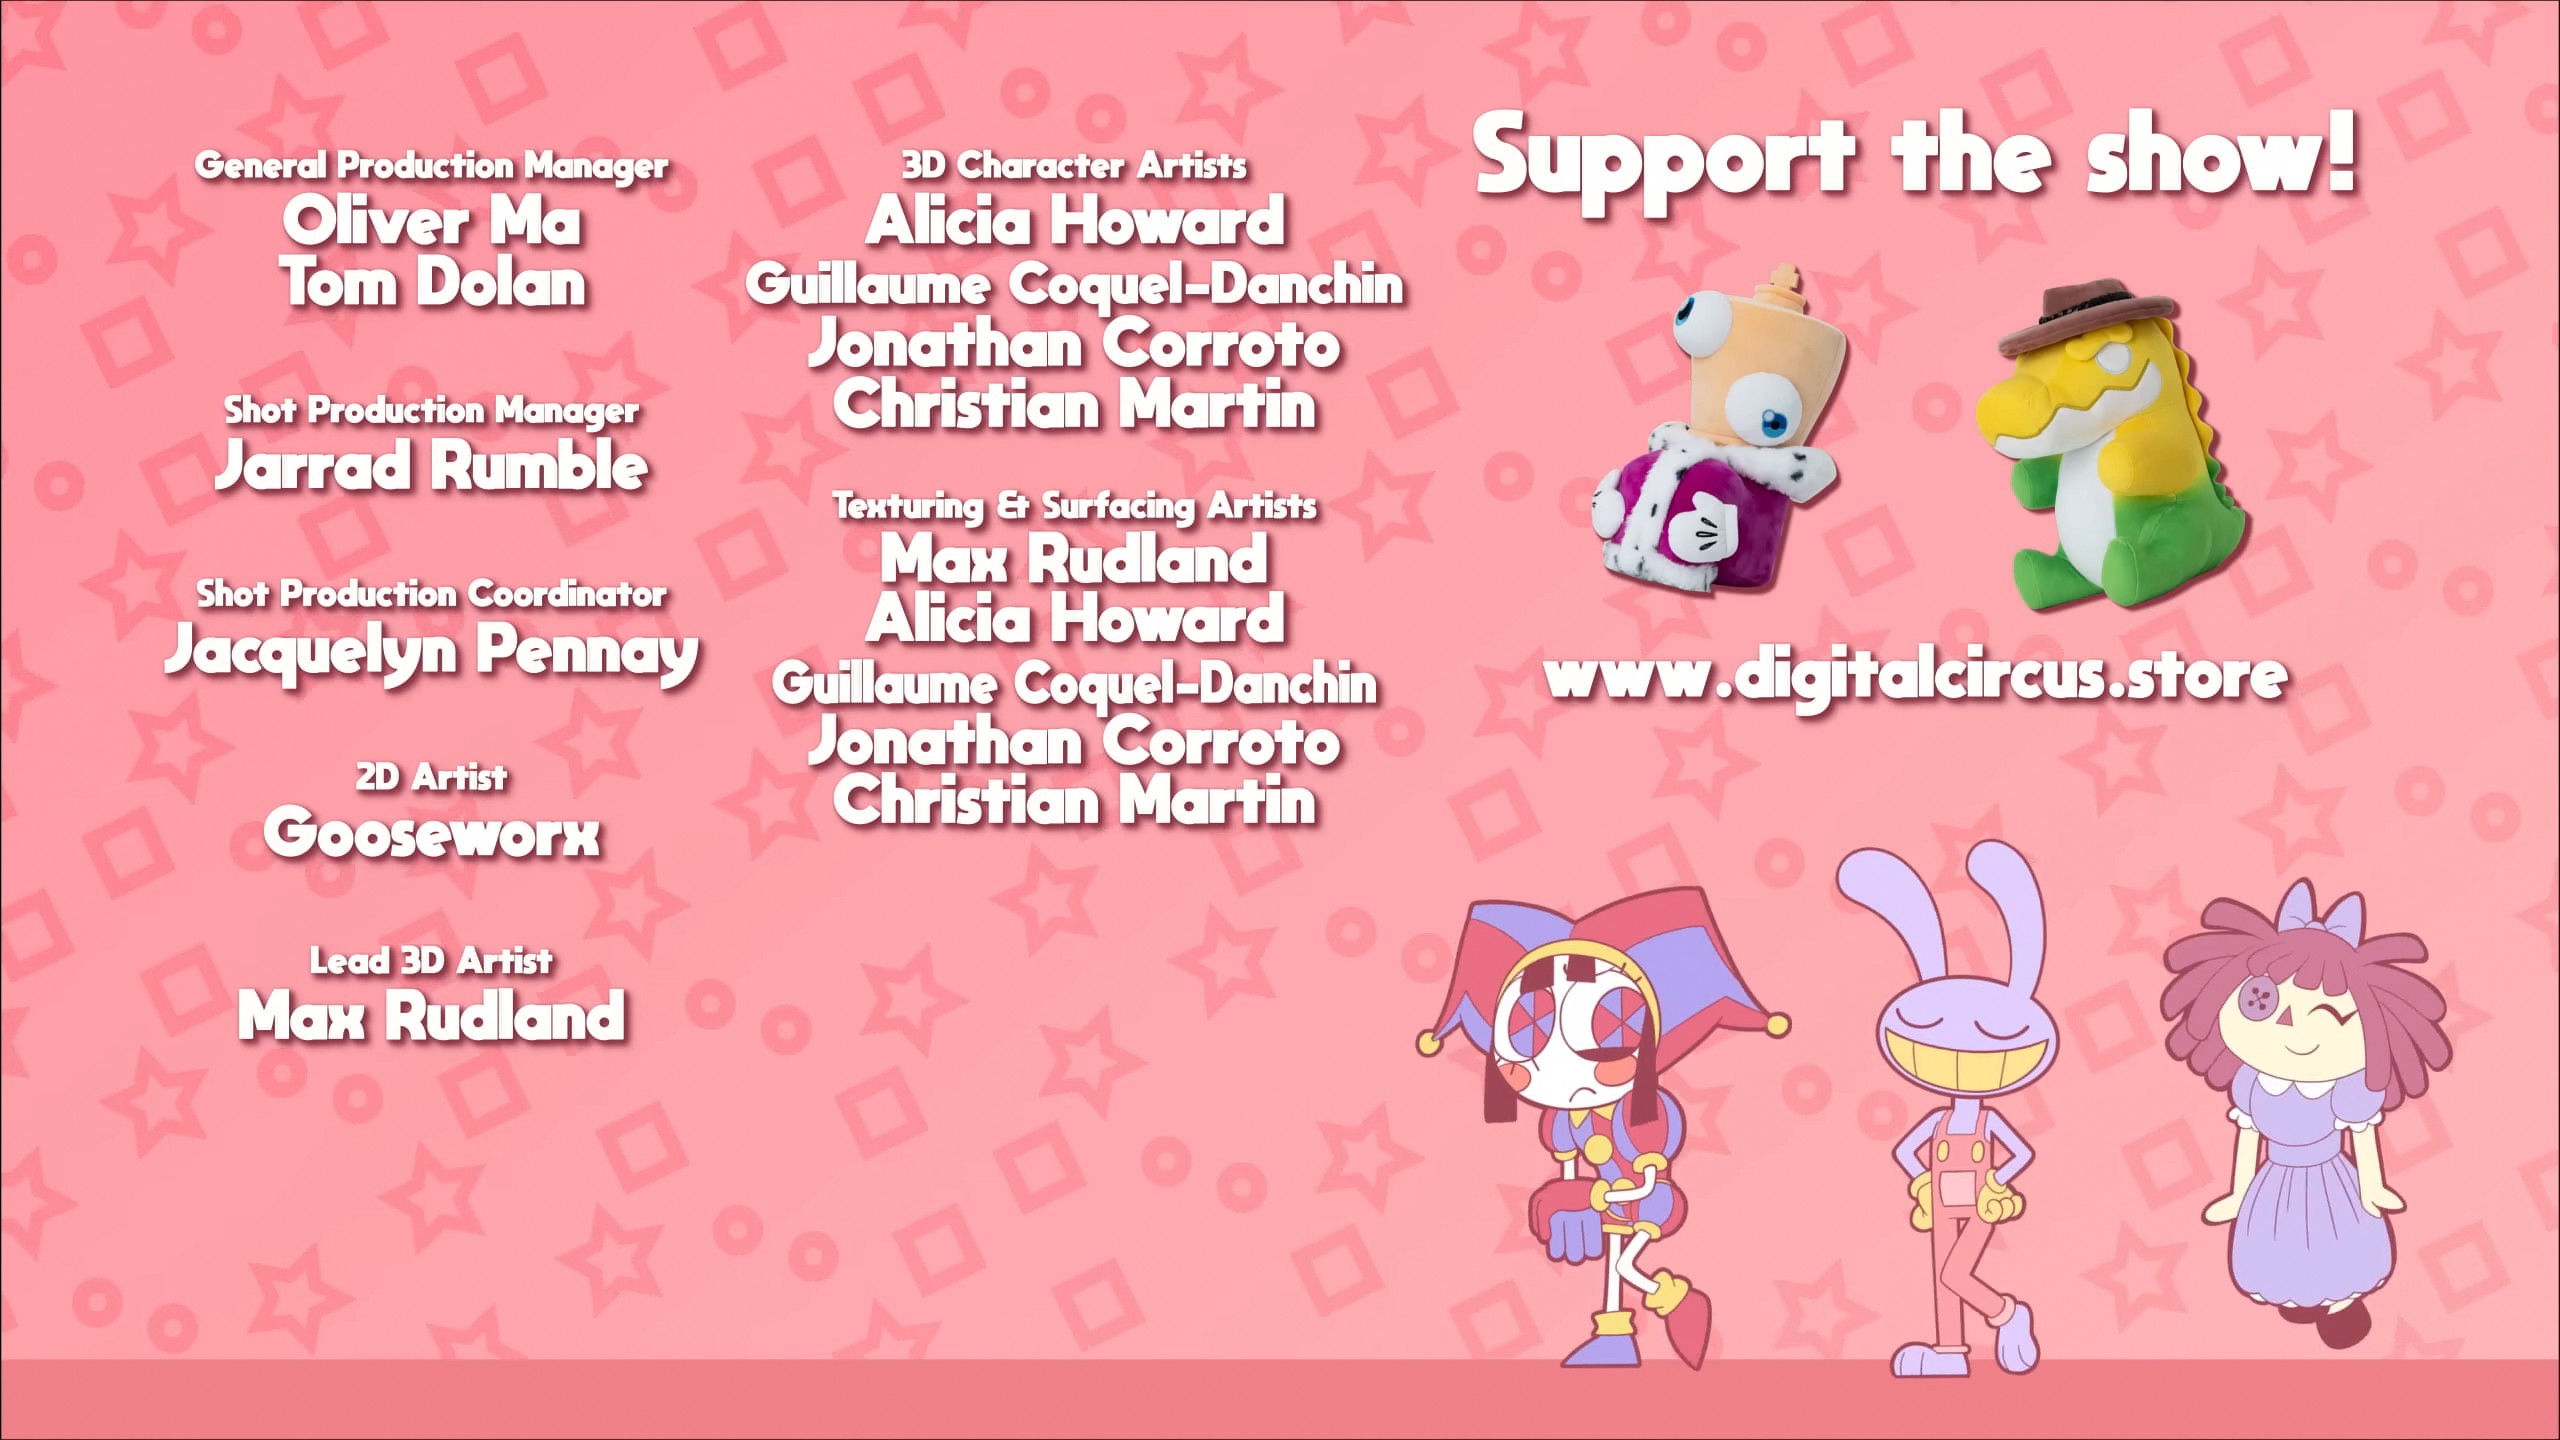 General Production Manager
Oliver Ma
Tom Dolan
Shot Production Manager
Jarrad Rumble
Shot Production Coordinator
Jacquelyn Pennay
2D Artist
Gooseworx
Lead 3D Artist
Max Rudland
3D Character Artists
Alicia Howard
Guillaume Coquel-Danchin
Jonathan Corroto
Christian Martin
Texturing & Surfacing Artists
Max Rudland
Alicia Howard
Guillaume Coquel-Danchin
Jonathan Corroto
Christian Martin
Support the show!
www.digitalcircus.store